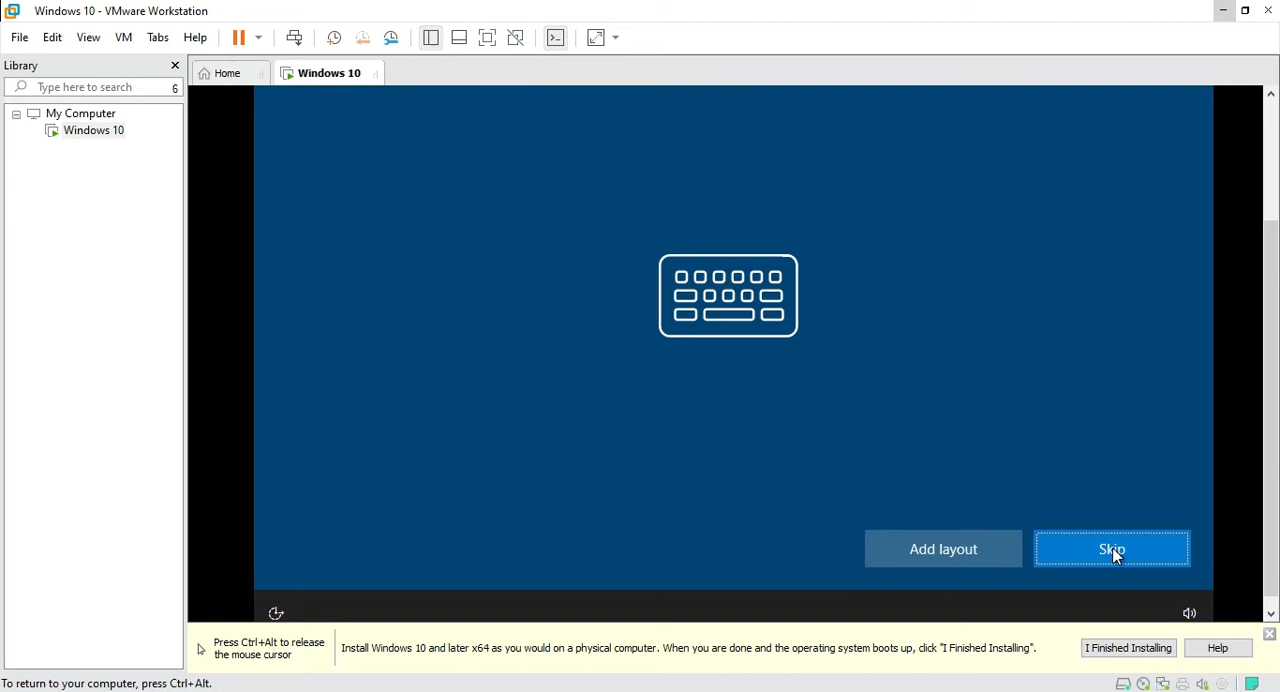 Windows 10 - VMware Workstation
File Edit View VM Tabs Help
Library
Type here to search 6
My Computer
Windows 10
Home
Windows 10
Add layout
Skip
Press Ctrl+Alt to release
the mouse cursor
Install Windows 10 and later x64 as you would on a physical computer. When you are done and the operating system boots up, click "I Finished Installing".
I Finished Installing
Help
To return to your computer, press Ctrl+Alt.